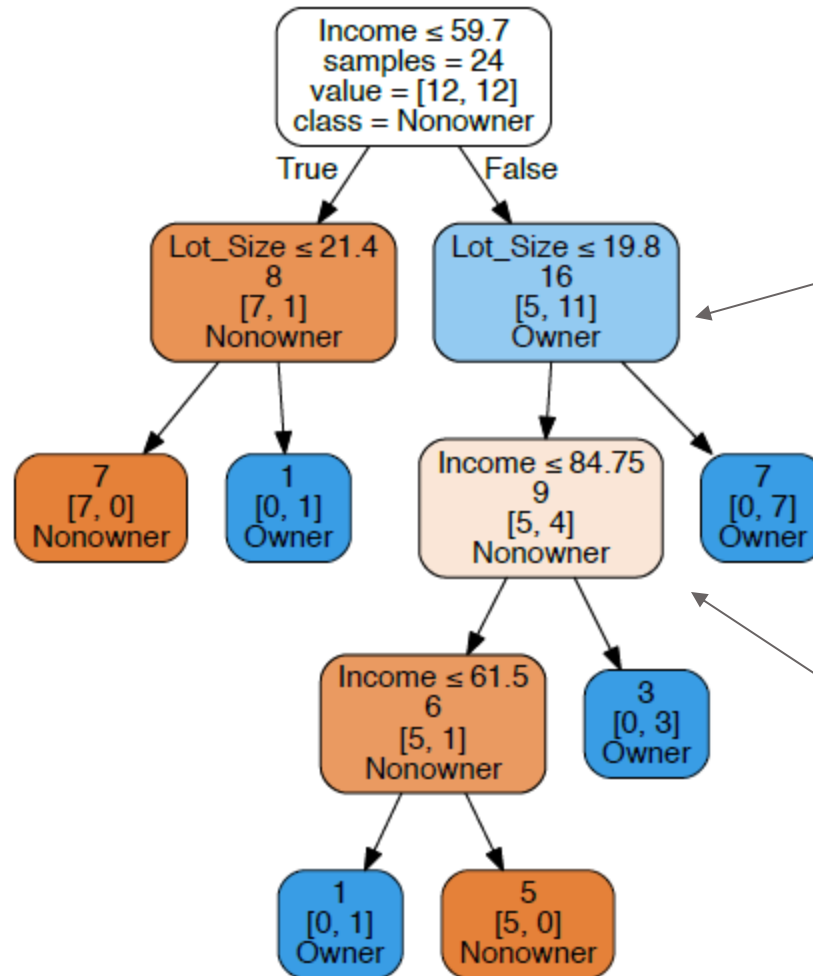 Income ≤ 59.7
samples = 24
value = [12, 12]
class = Nonowner
True
False
Lot_Size ≤ 21.4
8
[7, 1]
Nonowner
Lot_Size ≤ 19.8
16
[5, 11]
Owner
7
[7, 0]
Nonowner
1
[0, 1]
Owner
Income ≤ 84.75
9
[5, 4]
Nonowner
7
[0, 7]
Owner
Income ≤ 61.5
6
[5, 1]
Nonowner
3
[0, 3]
Owner
1
[0, 1]
Owner
5
[5, 0]
Nonowner